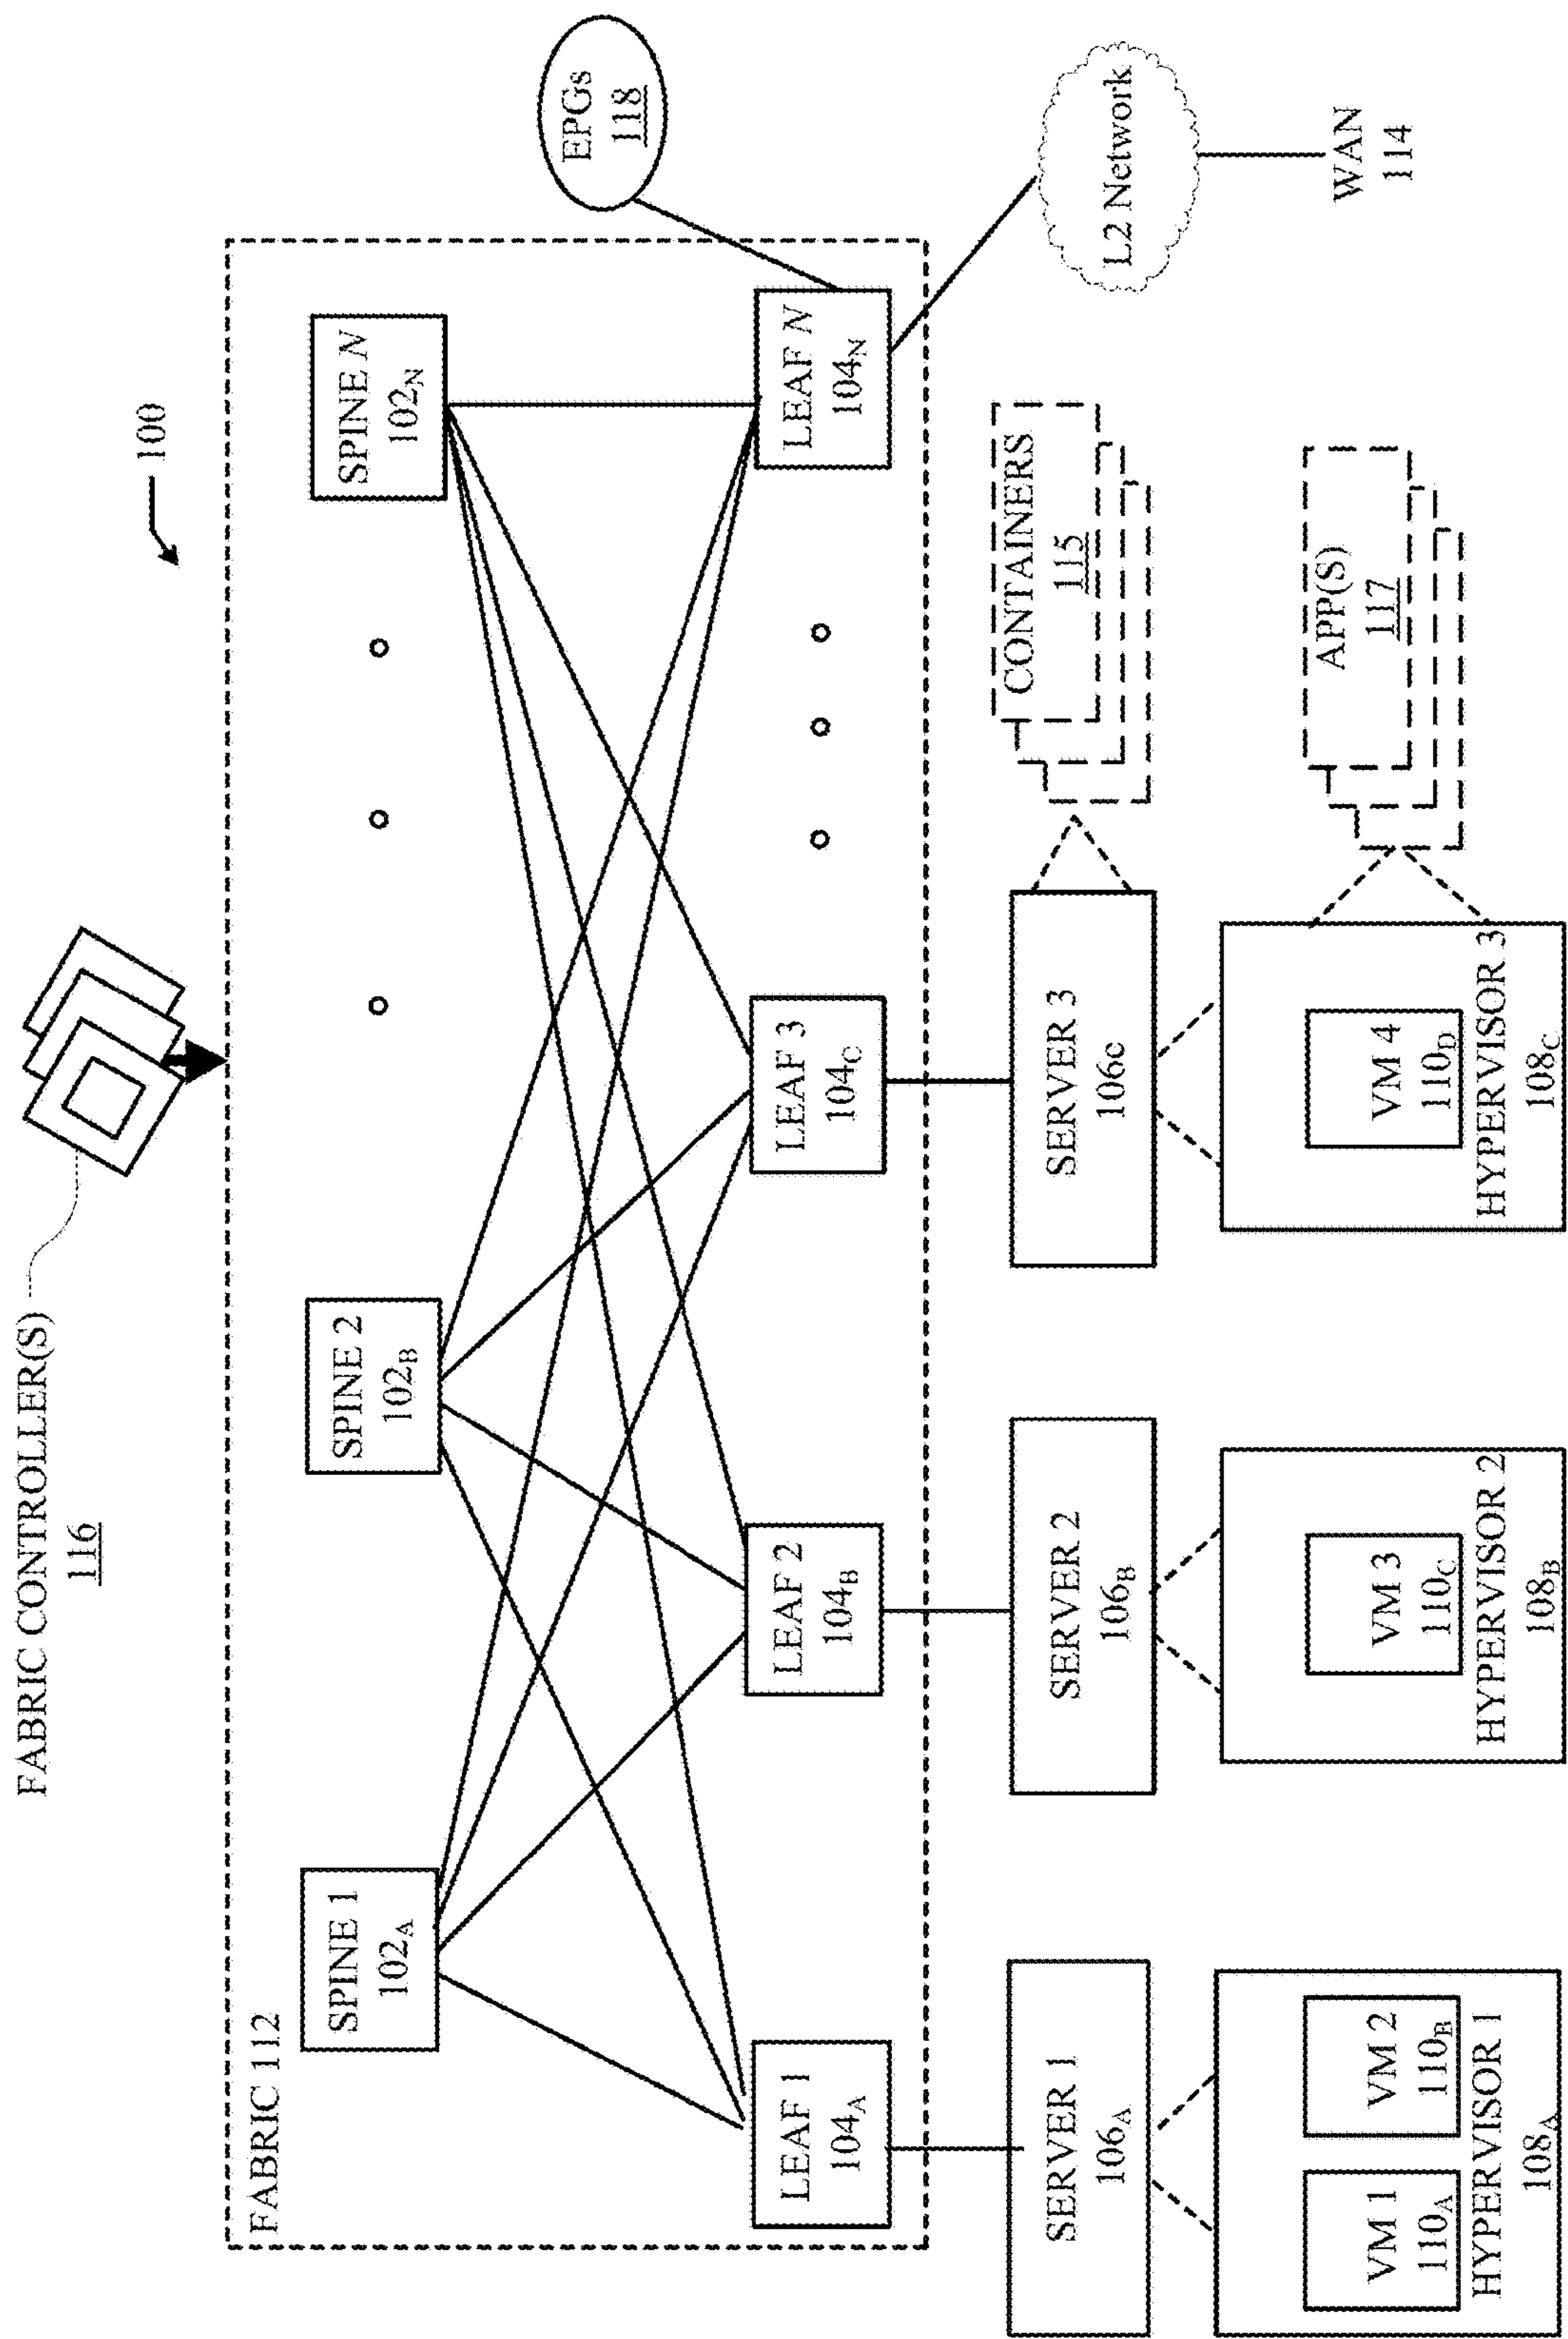 FABRIC CONTROLLER(S)
116
100
FABRIC 112
SPINE 1
102A
SPINE 2
102B
SPINE N
102N
EPGs
118
LEAF 1
104A
LEAF 2
104B
LEAF 3
104C
LEAF N
104N
SERVER 1
106A
SERVER 2
106B
SERVER 3
106c
CONTAINERS
115
L2 Network
WAN
114
VM 1
110A
VM 2
110B
HYPERVISOR 1
108A
VM 3
110C
HYPERVISOR 2
108B
VM 4
110D
HYPERVISOR 3
108C
APP(S)
117